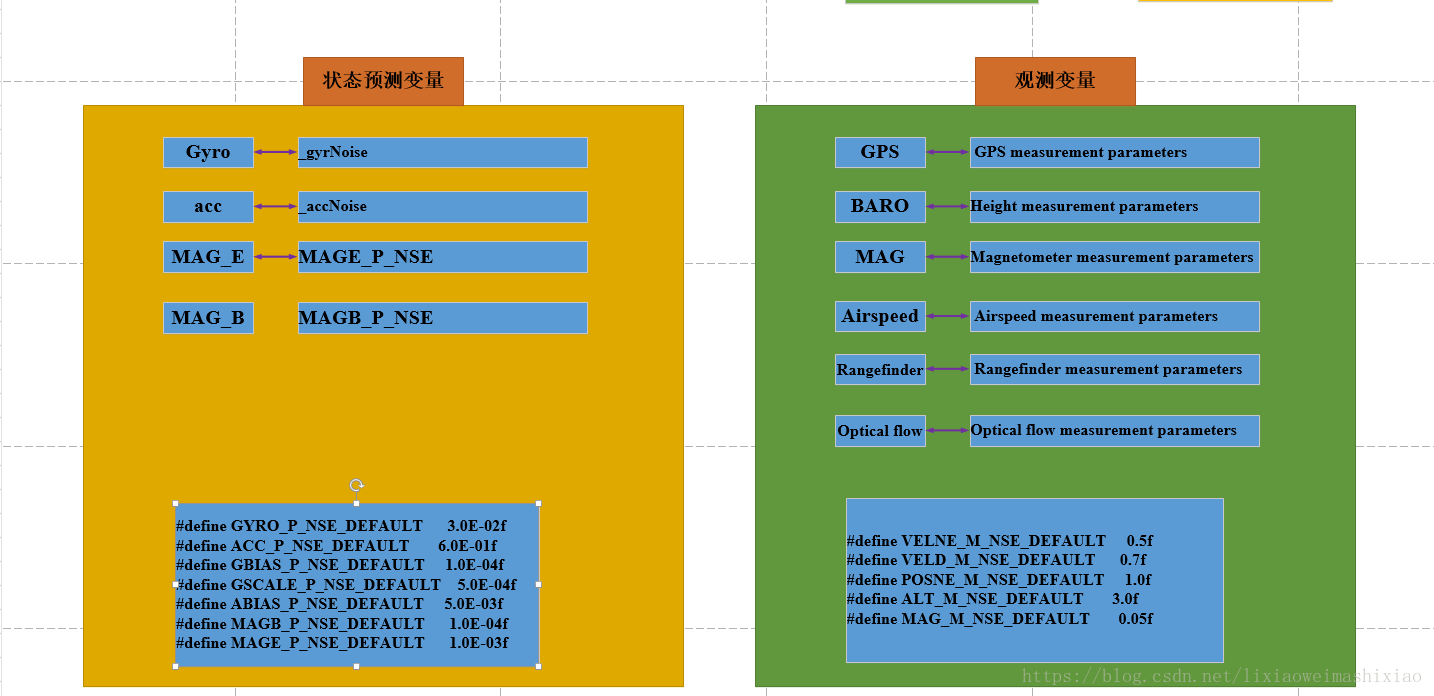 状态预测变量
Gyro
_gyrNoise
acc
_accNoise
MAG_E
MAGE_P_NSE
MAG_B
MAGB_P_NSE
#define GYRO_P_NSE_DEFAULT 3.0E-02f
#define ACC_P_NSE_DEFAULT 6.0E-01f
#define GBIAS_P_NSE_DEFAULT 1.0E-04f
#define GSCALE_P_NSE_DEFAULT 5.0E-04f
#define ABIAS_P_NSE_DEFAULT 5.0E-03f
#define MAGB_P_NSE_DEFAULT 1.0E-04f
#define MAGE_P_NSE_DEFAULT 1.0E-03f
观测变量
GPS
GPS measurement parameters
BARO
Height measurement parameters
MAG
Magnetometer measurement parameters
Airspeed
Airspeed measurement parameters
Rangefinder
Rangefinder measurement parameters
Optical flow
Optical flow measurement parameters
#define VELNE_M_NSE_DEFAULT 0.5f
#define VELD_M_NSE_DEFAULT 0.7f
#define POSNE_M_NSE_DEFAULT 1.0f
#define ALT_M_NSE_DEFAULT 3.0f
#define MAG_M_NSE_DEFAULT 0.05f
https://blog.csdn.net/lixiaoweimashixiao